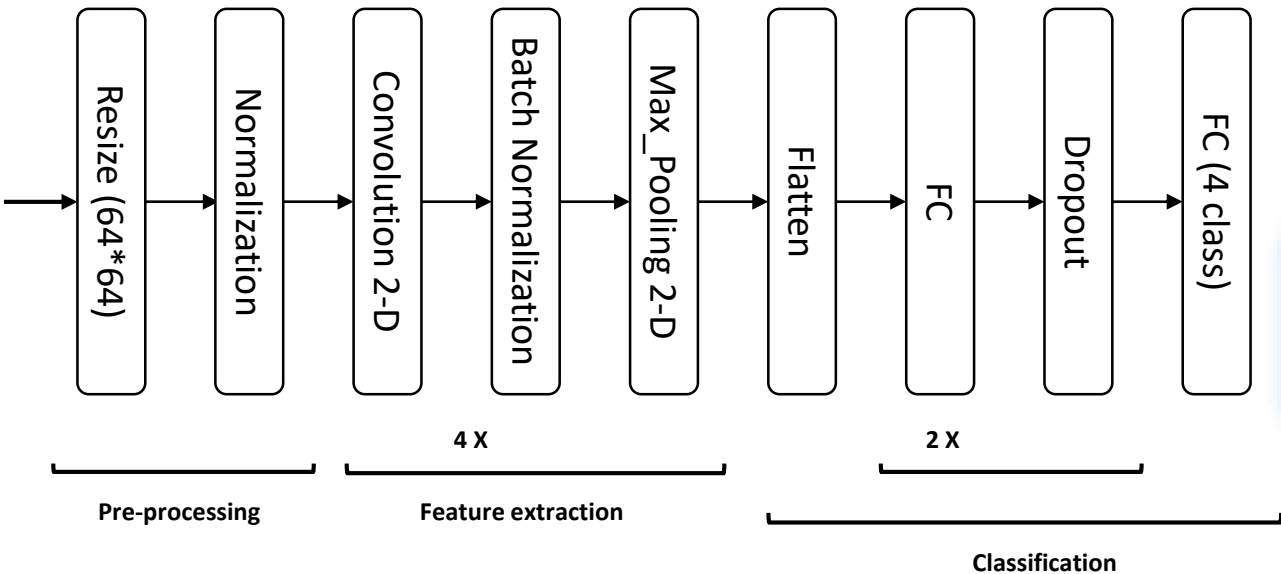 Resize (64*64)
Normalization
Convolution 2-D
Batch Normalization
Max_Pooling 2-D
Flatten
FC
Dropout
FC (4 class)
4 X
2 X
Pre-processing
Feature extraction
Classification